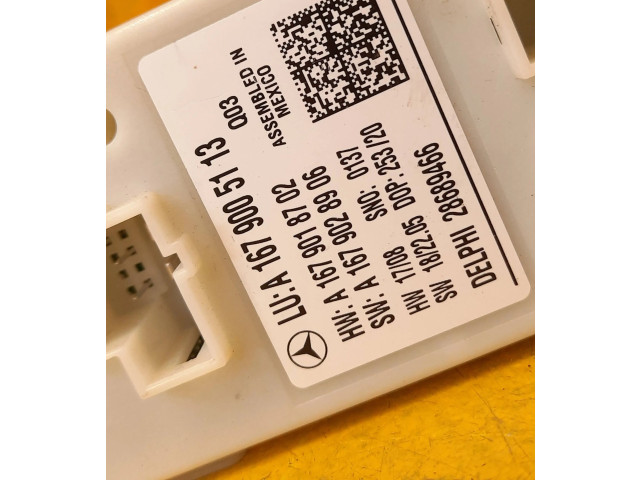 LU: A 167 900 51 13
Q03
ASSEMBLED IN
MEXICO
HW: A 167 901 87 02
SW: A 167 902 89 06
HW 17/08 SNO: 0137
SW 18/22.05 DOP: 253/20
DELPHI 28689466